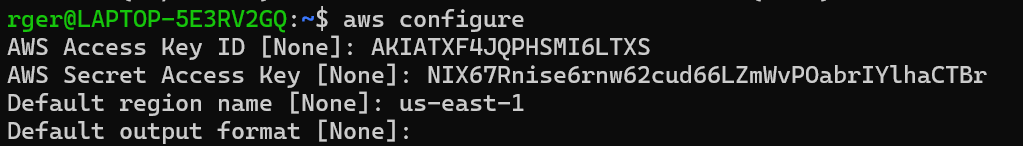 rger@LAPTOP-5E3RV2GQ:~$ aws configure
AWS Access Key ID [None]: AKIATXF4JQPHSMI6LTXS
AWS Secret Access Key [None]: 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
Default region name [None]: us-east-1
Default output format [None]: